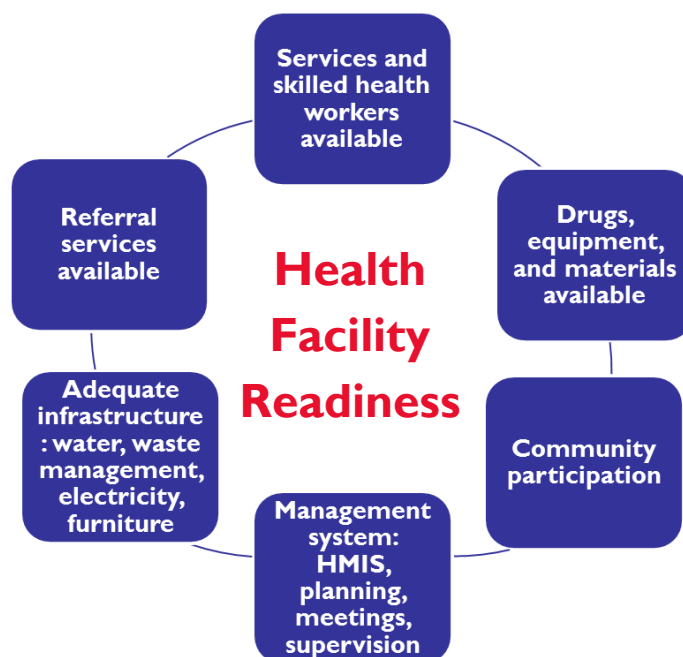 Services and
skilled health
workers
available
Drugs,
equipment,
and materials
available
Community
participation
Management
system:
HMIS,
planning,
meetings,
supervision
Adequate
infrastructure
: water, waste
management,
electricity,
furniture
Referral
services
available
Health
Facility
Readiness